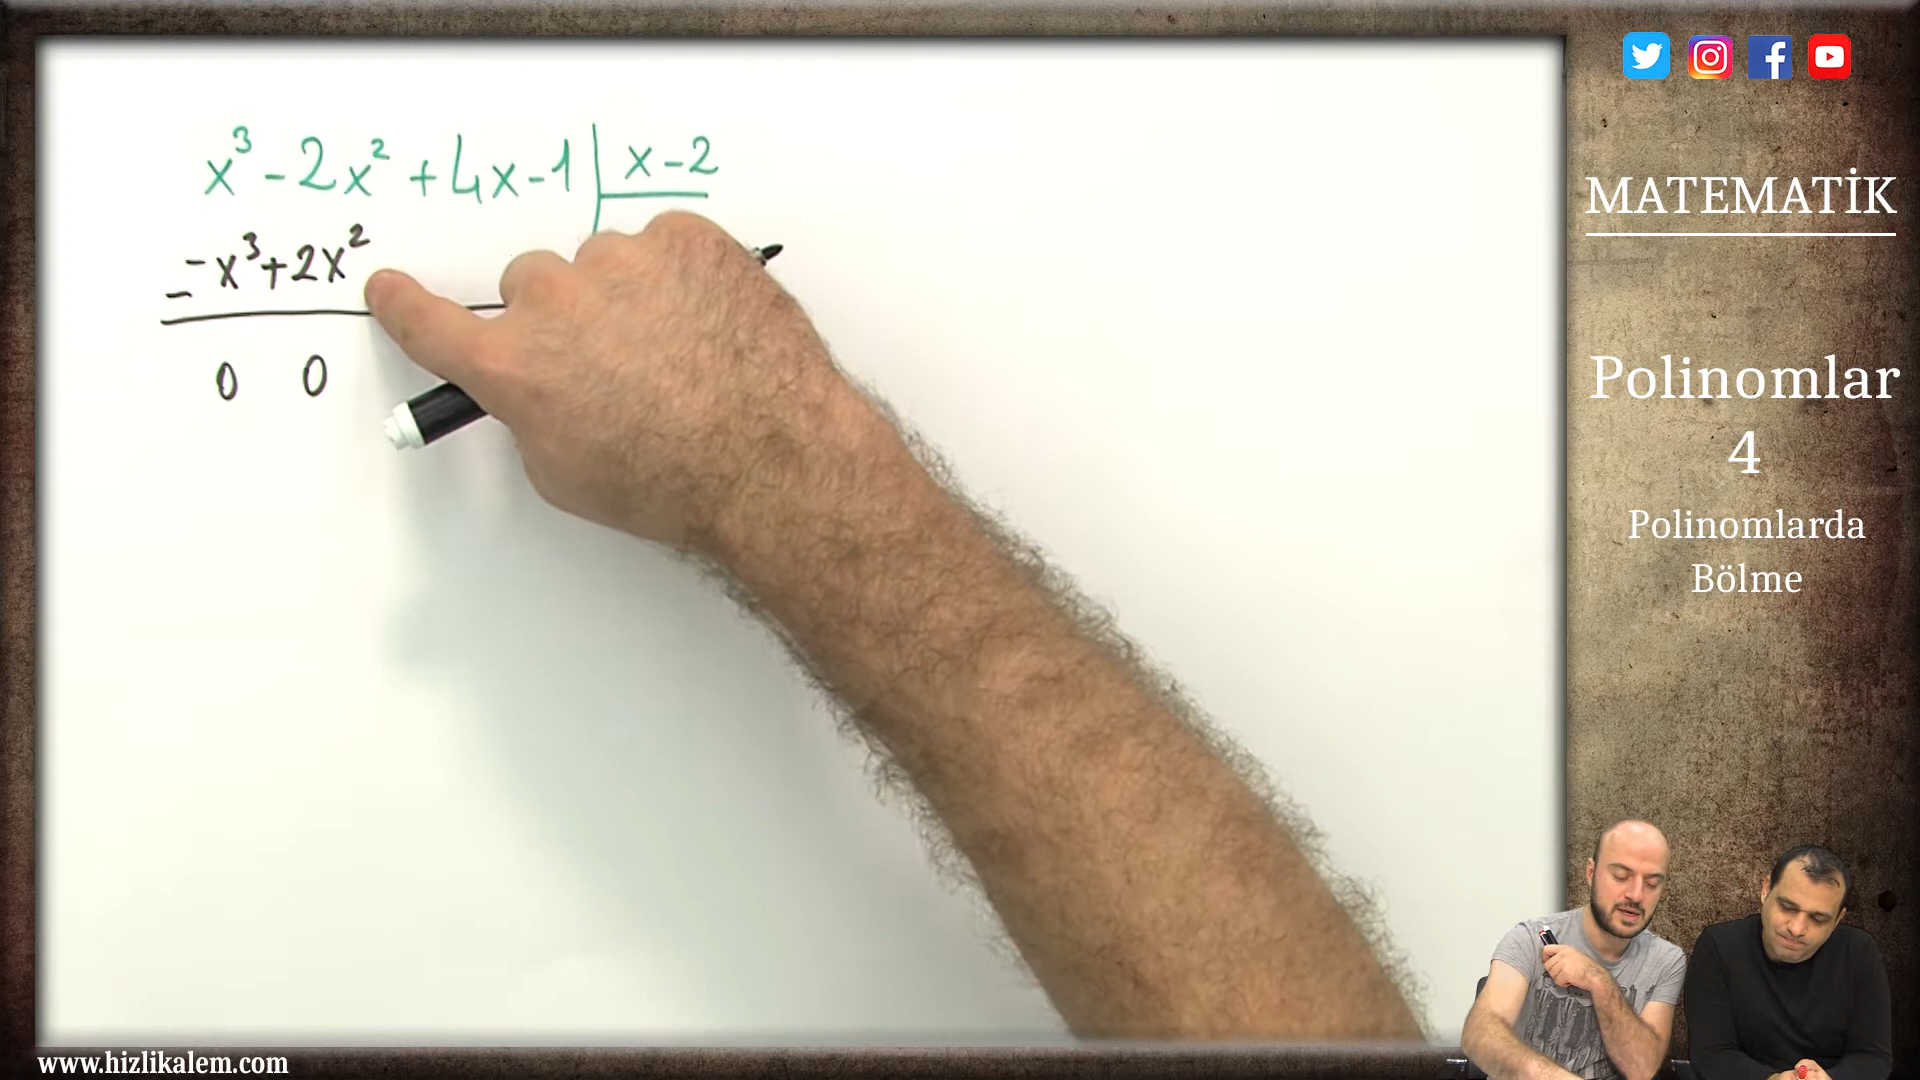 x³ - 2x² + 4x - 1 | x - 2
- x³ + 2x²
-
0 0
MATEMATİK
Polinomlar
4
Polinomlarda
Bölme
www.hizlikalem.com